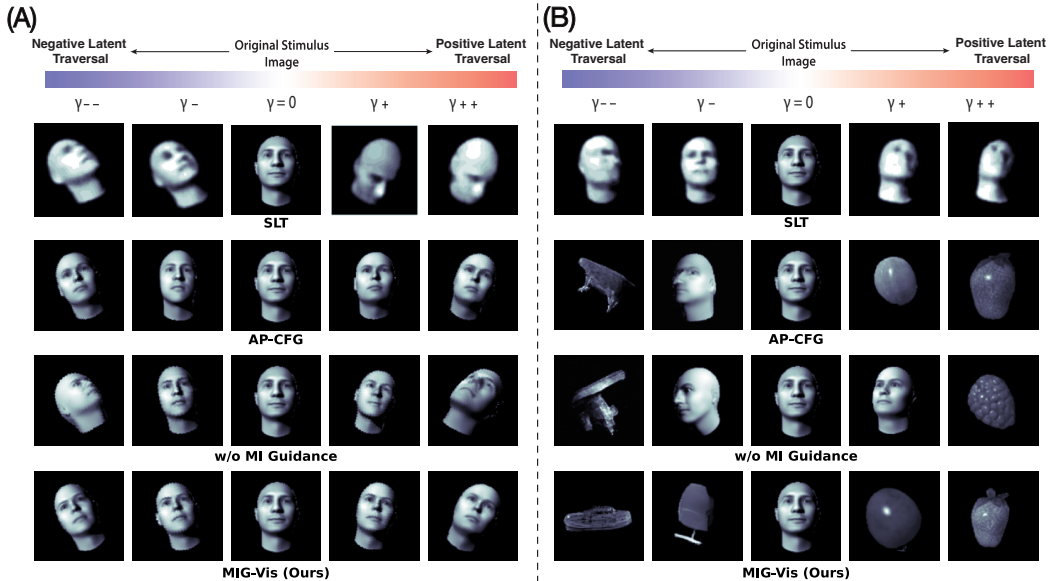 (A)
Negative Latent
Traversal
Original Stimulus
Image
Positive Latent
Traversal
γ-- γ- γ=0 γ+ γ++
SLT
AP-CFG
w/o MI Guidance
MIG-Vis (Ours)
(B)
Negative Latent
Traversal
Original Stimulus
Image
Positive Latent
Traversal
γ-- γ- γ=0 γ+ γ++
SLT
AP-CFG
w/o MI Guidance
MIG-Vis (Ours)